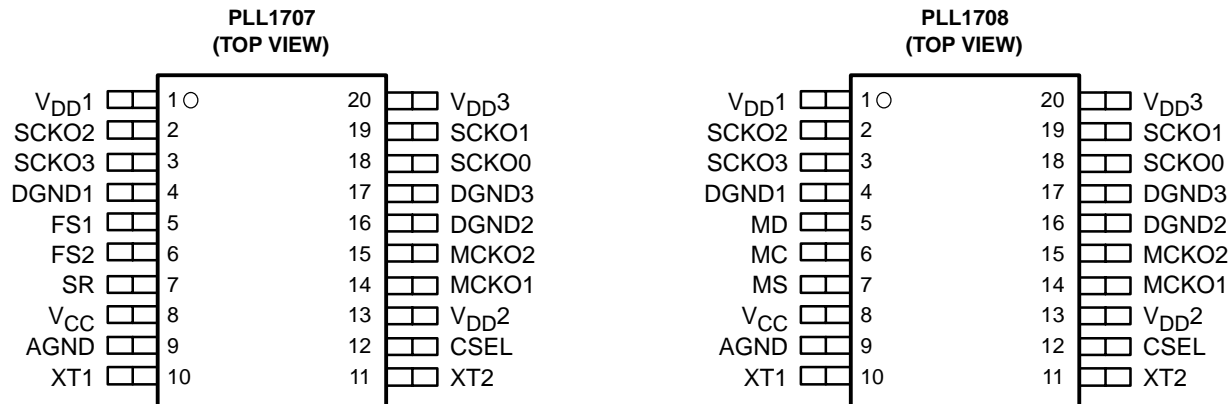 PLL1707
(TOP VIEW)
VDD1 1 20 VDD3
SCKO2 2 19 SCKO1
SCKO3 3 18 SCKO0
DGND1 4 17 DGND3
FS1 5 16 DGND2
FS2 6 15 MCKO2
SR 7 14 MCKO1
VCC 8 13 VDD2
AGND 9 12 CSEL
XT1 10 11 XT2
PLL1708
(TOP VIEW)
VDD1 1 20 VDD3
SCKO2 2 19 SCKO1
SCKO3 3 18 SCKO0
DGND1 4 17 DGND3
MD 5 16 DGND2
MC 6 15 MCKO2
MS 7 14 MCKO1
VCC 8 13 VDD2
AGND 9 12 CSEL
XT1 10 11 XT2